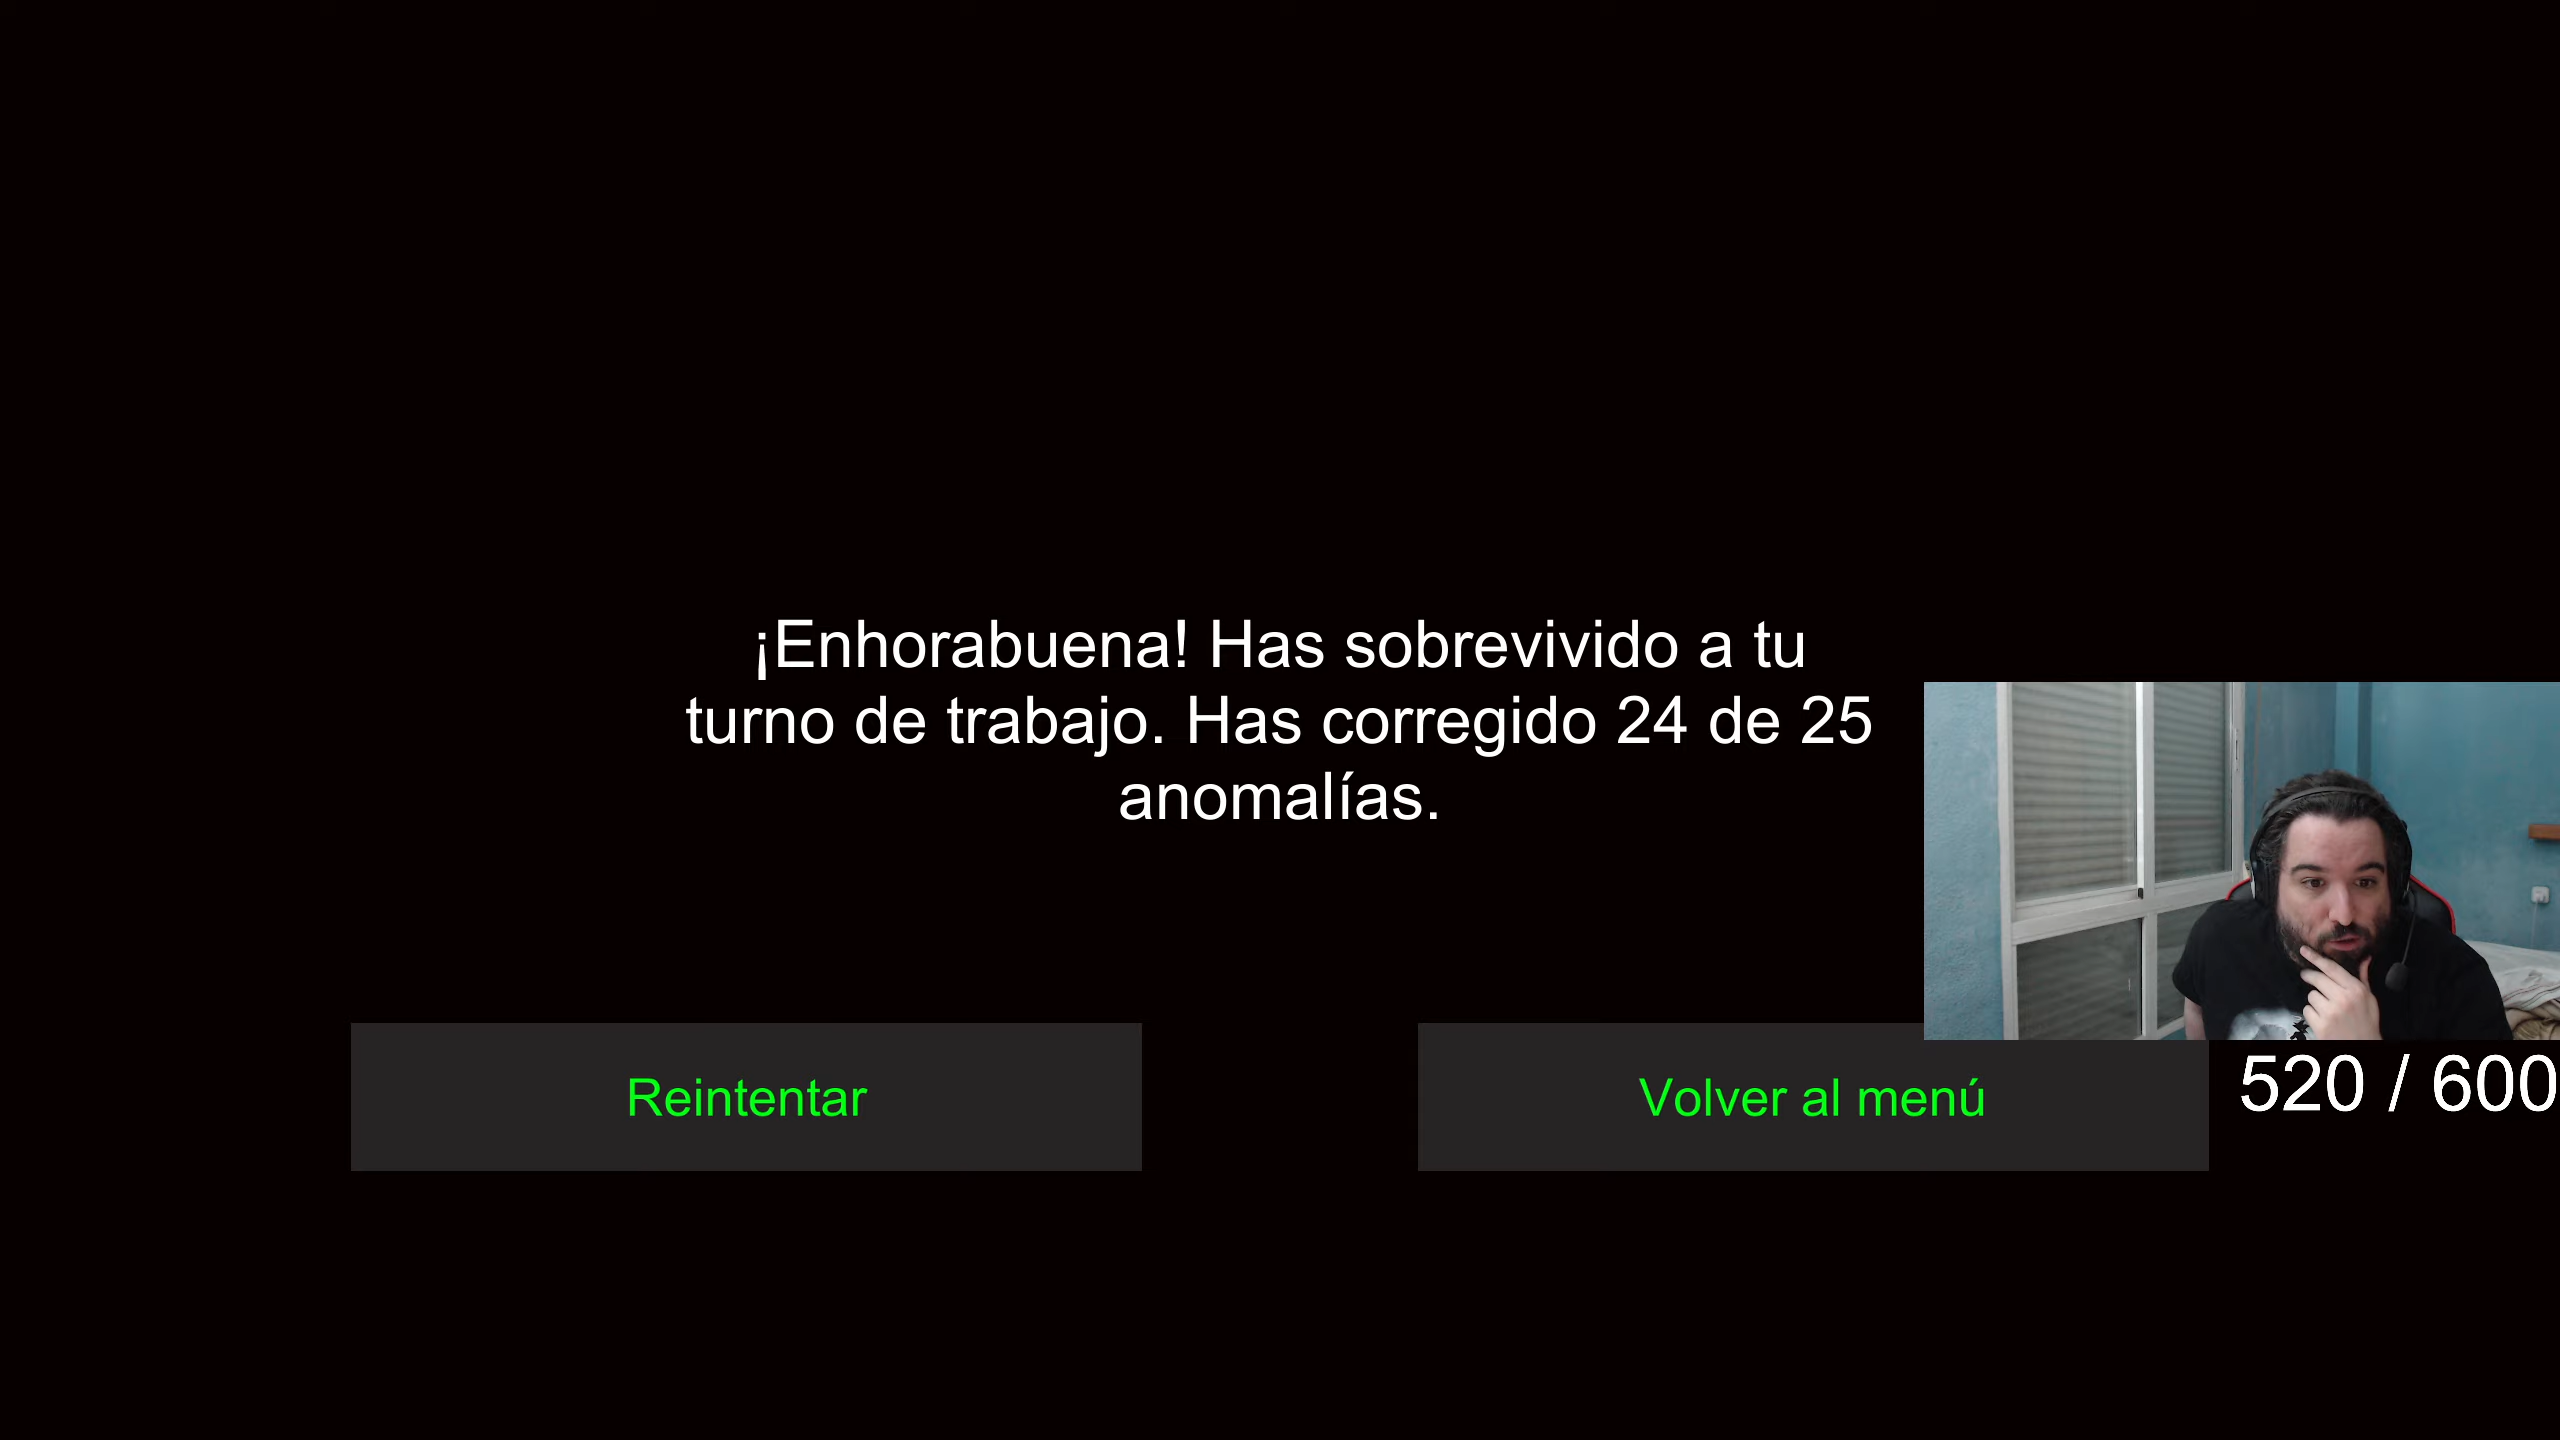 ¡Enhorabuena! Has sobrevivido a tu
turno de trabajo. Has corregido 24 de 25
anomalías.
Reintentar
Volver al menú
520 / 600